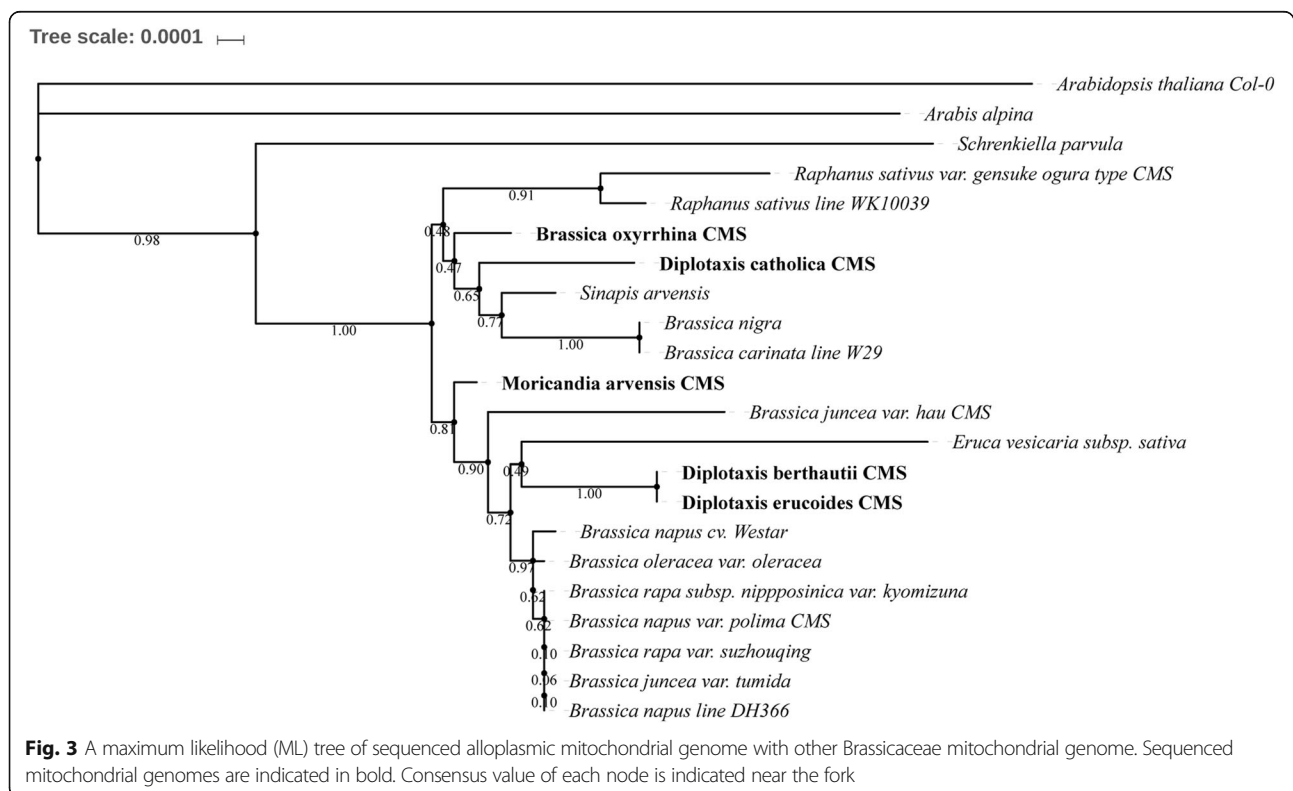 Tree scale: 0.0001
Arabidopsis thaliana Col-0
Arabis alpina
Schrenkiella parvula
Raphanus sativus var. gensuke ogura type CMS
0.91
Raphanus sativus line WK10039
0.48
Brassica oxyrrhina CMS
0.98
0.47
Diplotaxis catholica CMS
0.65
Sinapis arvensis
0.77
Brassica nigra
1.00
1.00
Brassica carinata line W29
Moricandia arvensis CMS
0.81
Brassica juncea var. hau CMS
Eruca vesicaria subsp. sativa
0.90
0.49
Diplotaxis berthautii CMS
1.00
Diplotaxis erucoides CMS
0.72
Brassica napus cv. Westar
Brassica oleracea var. oleracea
0.97
Brassica rapa subsp. nippposinica var. kyomizuna
0.52
Brassica napus var. polima CMS
0.62
Brassica rapa var. suzhouqing
0.10
Brassica juncea var. tumida
0.06
0.10
Brassica napus line DH366
Fig. 3 A maximum likelihood (ML) tree of sequenced alloplasmic mitochondrial genome with other Brassicaceae mitochondrial genome. Sequenced
mitochondrial genomes are indicated in bold. Consensus value of each node is indicated near the fork